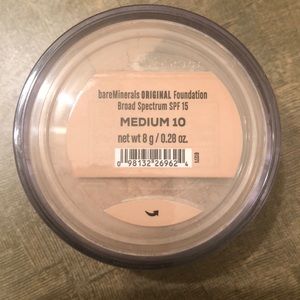 bareMinerals ORIGINAL Foundation
Broad Spectrum SPF 15
MEDIUM 10
net wt 8 g / 0.28 oz.
0 98132 26962 4